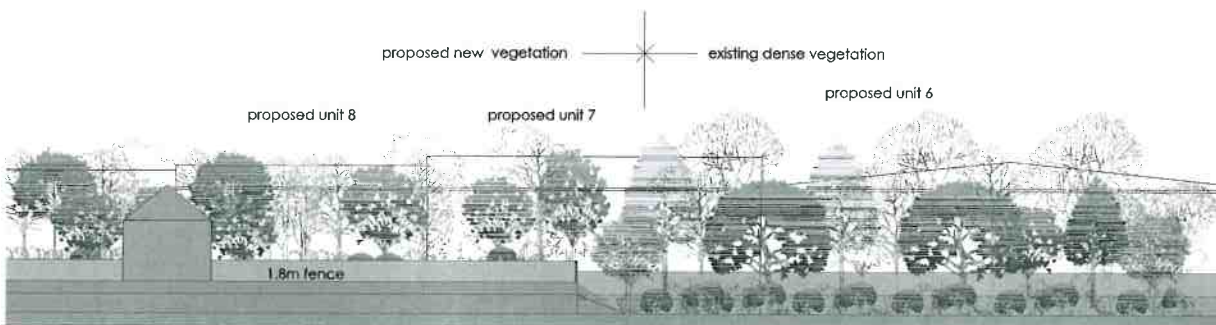 proposed new vegetation
existing dense vegetation
proposed unit 6
proposed unit 8
proposed unit 7
1.8m fence